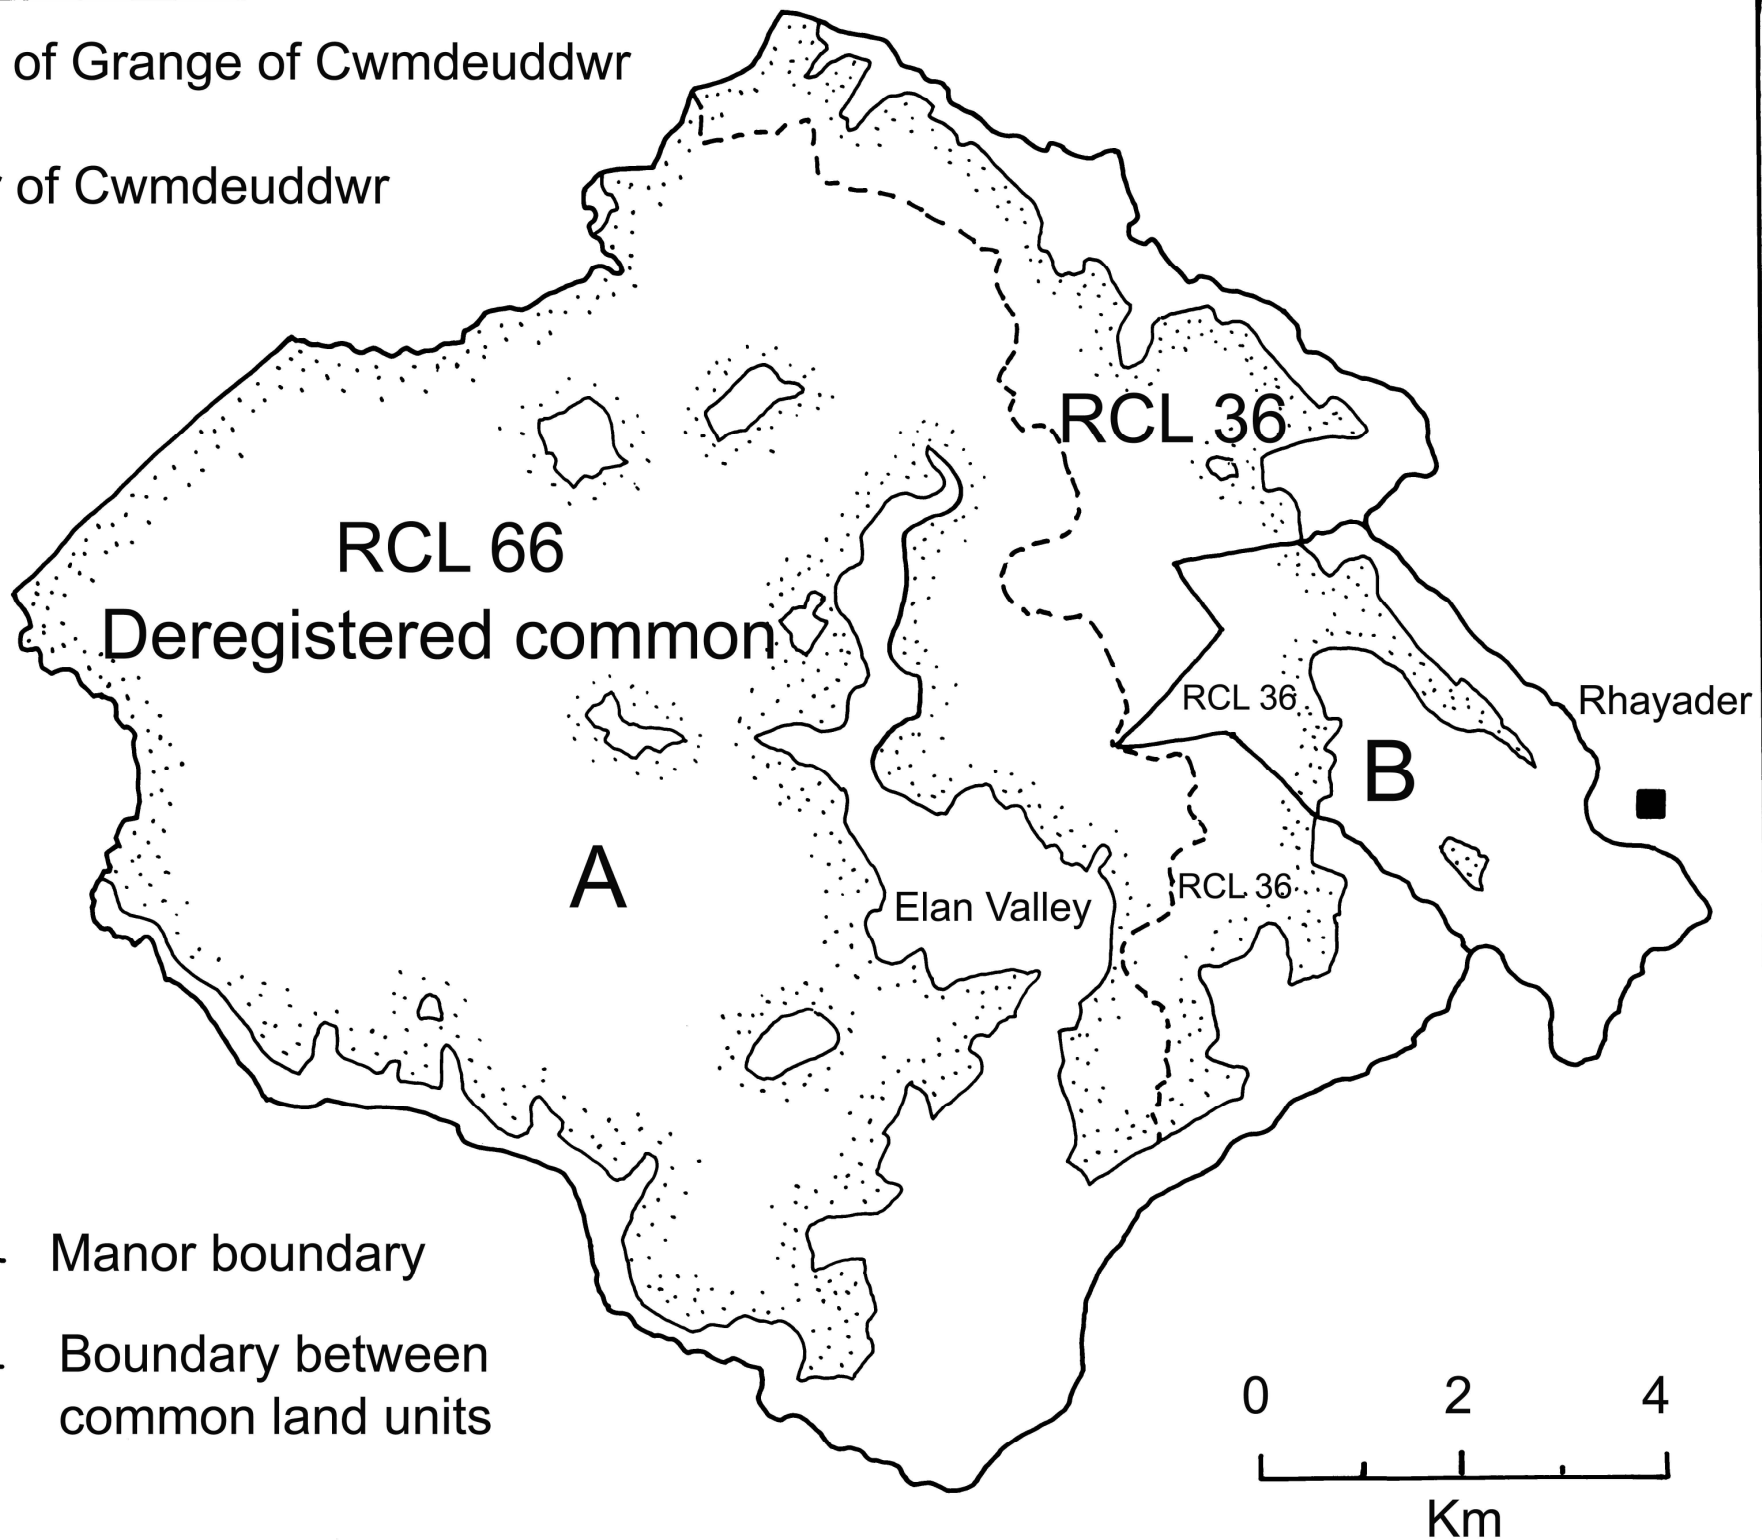 of Grange of Cwmdeuddwr
of Cwmdeuddwr
RCL 36
RCL 66
Deregistered common
RCL 36
Rhayader
B
A
RCL 36
Elan Valley
Manor boundary
Boundary between
common land units
0 2 4
Km